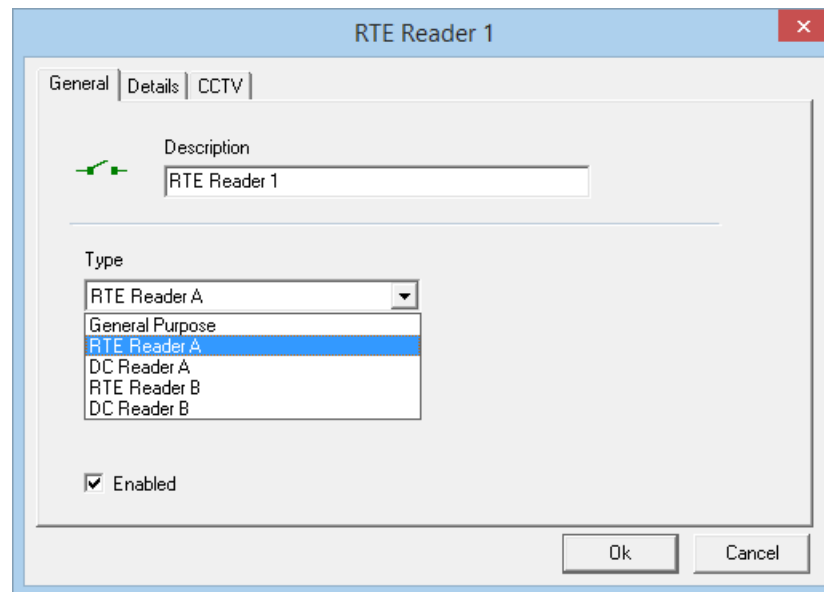 RTE Reader 1
General Details CCTV
Description
RTE Reader 1
Type
RTE Reader A
General Purpose
RTE Reader A
DC Reader A
RTE Reader B
DC Reader B
Enabled
Ok Cancel